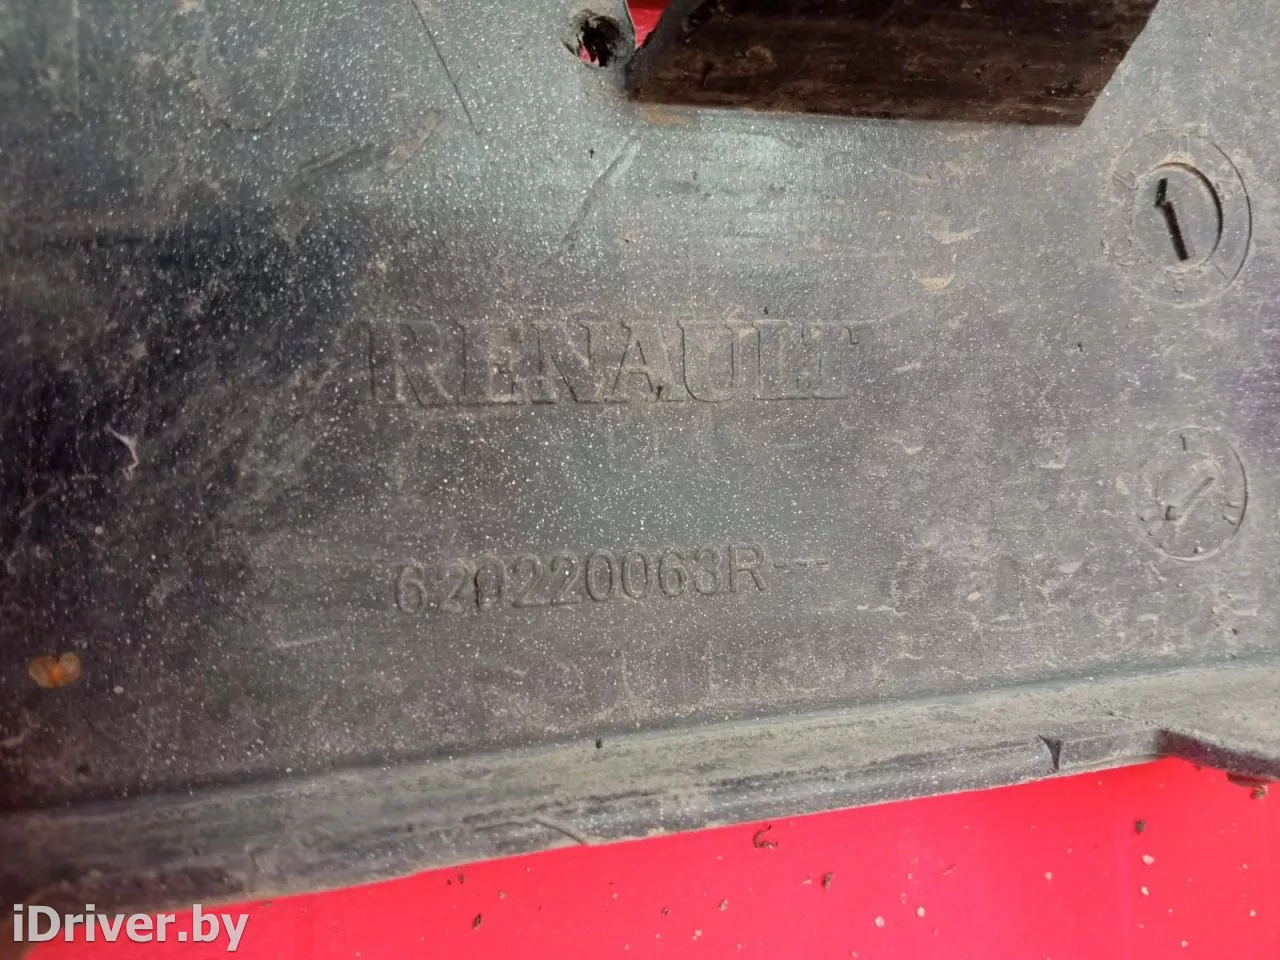 RENAULT
620220063R---
iDriver.by